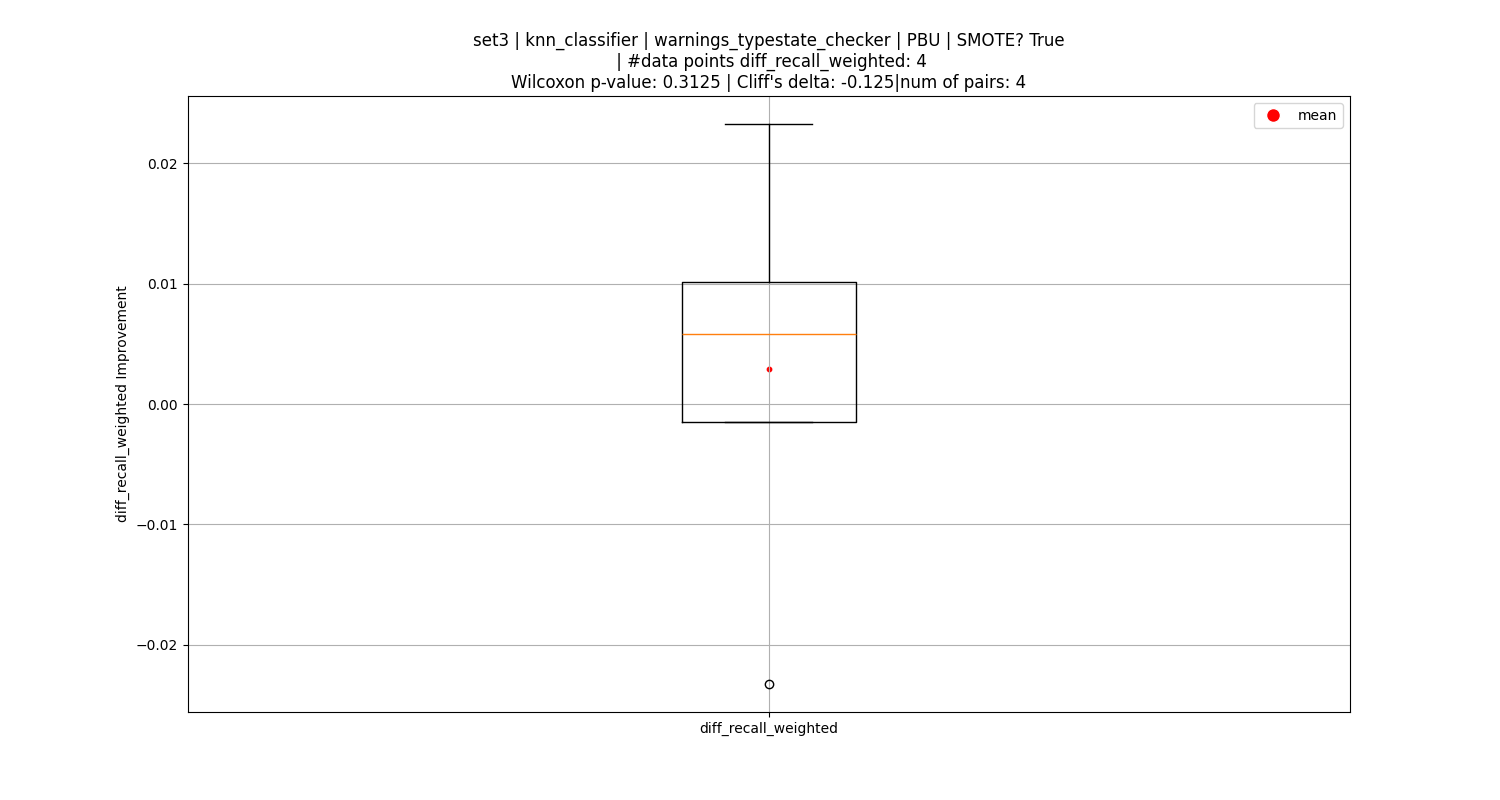 set3 | knn_classifier | warnings_typestate_checker | PBU | SMOTE? True
| #data points diff_recall_weighted: 4
Wilcoxon p-value: 0.3125 | Cliff's delta: -0.125|num of pairs: 4
mean
0.02
0.01
0.00
−0.01
−0.02
diff_recall_weighted Improvement
diff_recall_weighted